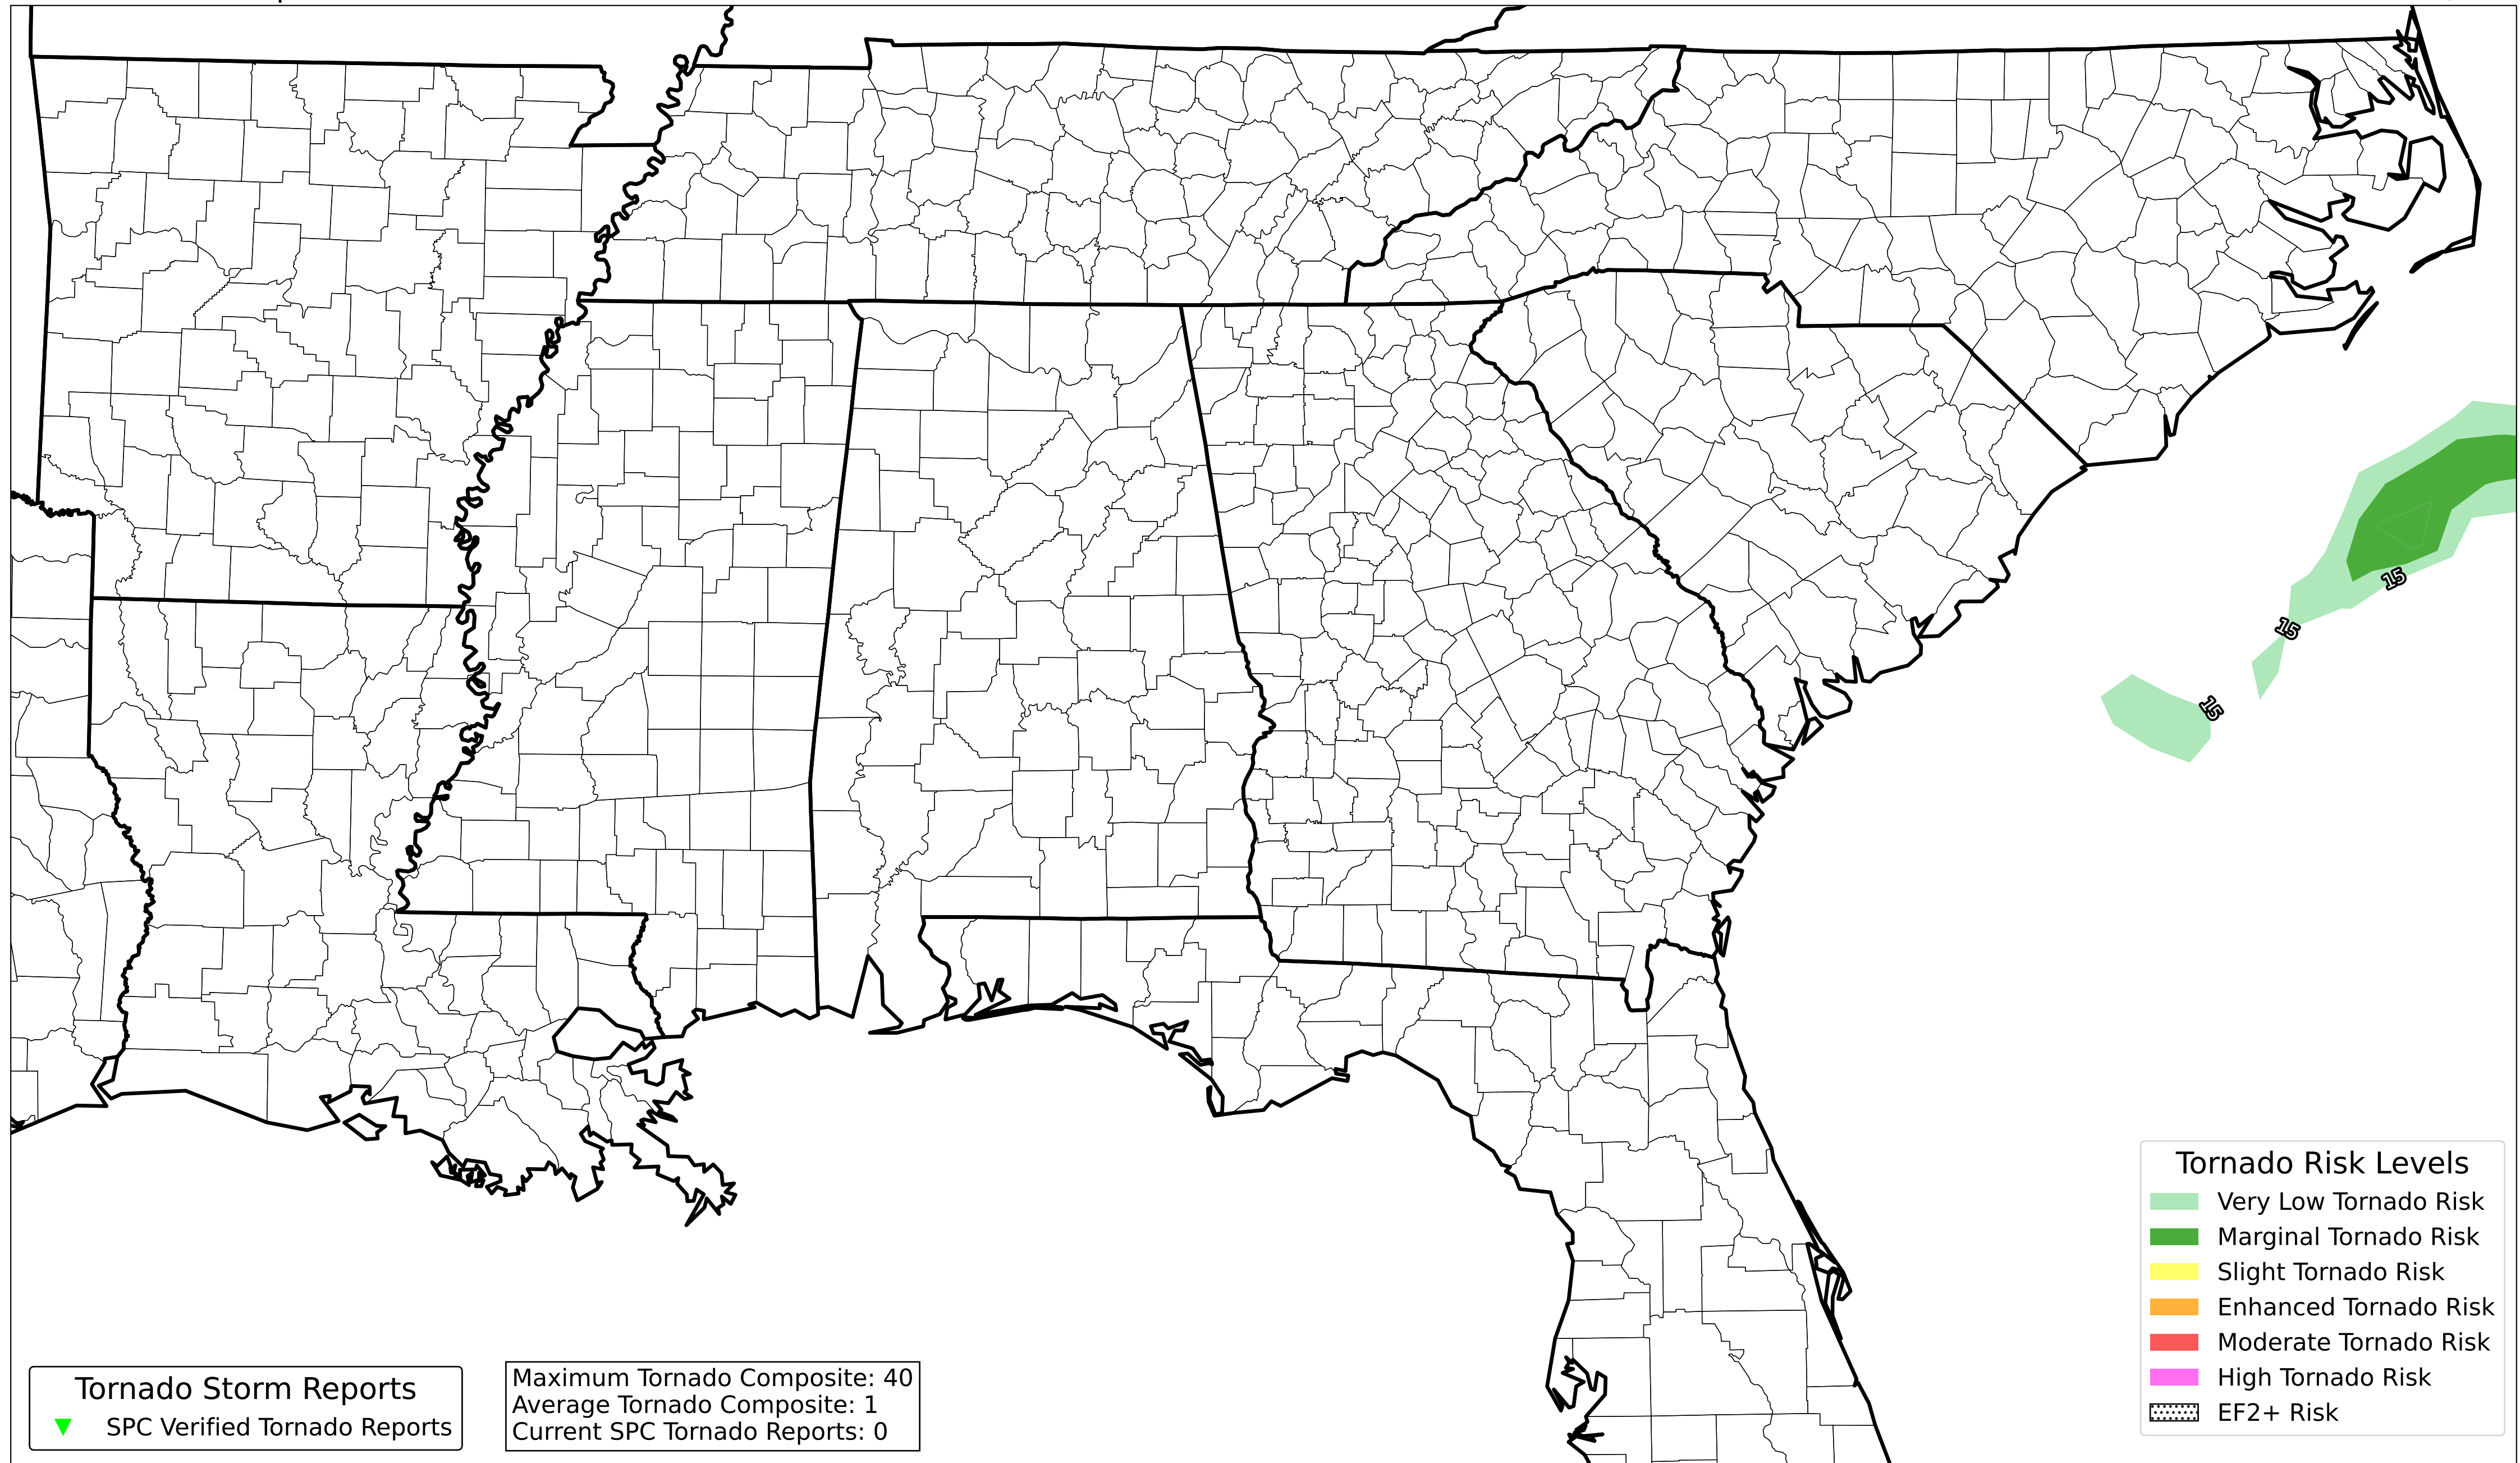 15
15
15
Tornado Risk Levels
Very Low Tornado Risk
Marginal Tornado Risk
Slight Tornado Risk
Enhanced Tornado Risk
Moderate Tornado Risk
High Tornado Risk
EF2+ Risk
Tornado Storm Reports
SPC Verified Tornado Reports
Maximum Tornado Composite: 40
Average Tornado Composite: 1
Current SPC Tornado Reports: 0